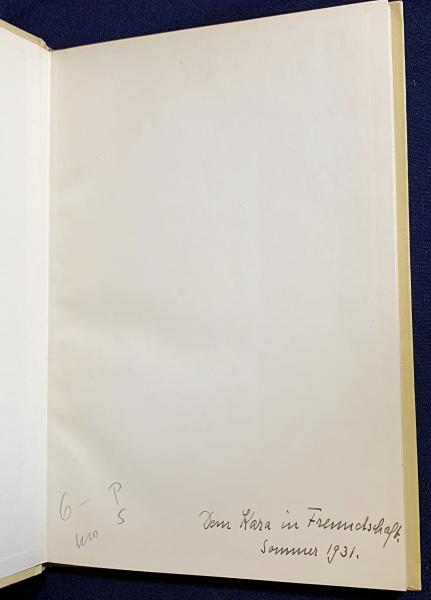 6 — P
S
Dem Kara in Freundschaft.
Sommer 1931.